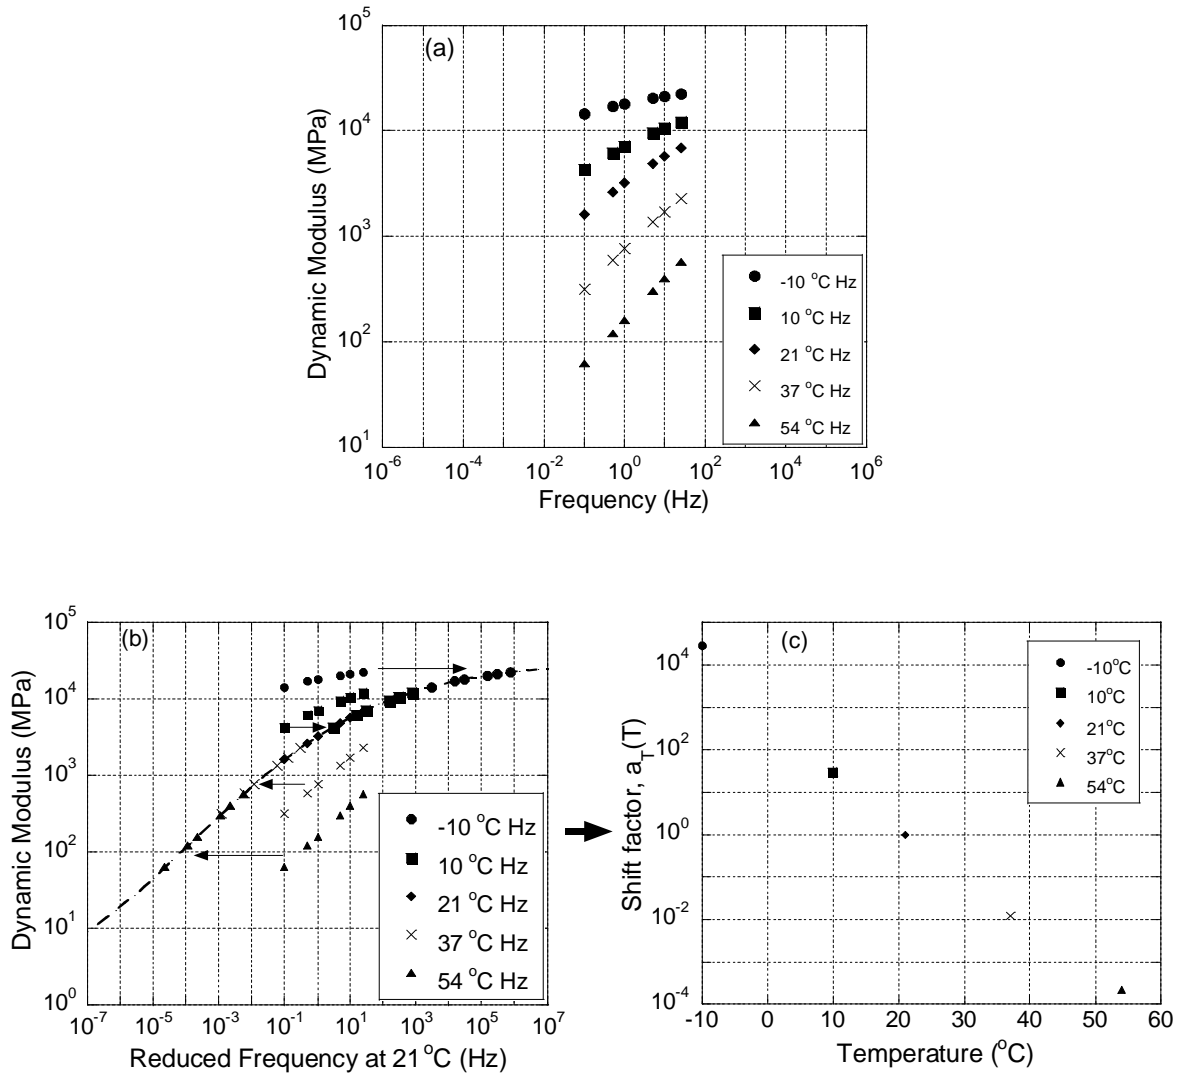 (a)
Dynamic Modulus (MPa)
10^5
10^4
10^3
10^2
10^1
10^-6
10^-4
10^-2
10^0
10^2
10^4
10^6
Frequency (Hz)
-10 °C Hz
10 °C Hz
21 °C Hz
37 °C Hz
54 °C Hz
(b)
Dynamic Modulus (MPa)
10^5
10^4
10^3
10^2
10^1
10^0
10^-7
10^-5
10^-3
10^-1
10^1
10^3
10^5
10^7
Reduced Frequency at 21 °C (Hz)
-10 °C Hz
10 °C Hz
21 °C Hz
37 °C Hz
54 °C Hz
(c)
Shift factor, a_T(T)
10^4
10^2
10^0
10^-2
10^-4
-10
0
10
20
30
40
50
60
Temperature (°C)
-10°C
10°C
21°C
37°C
54°C